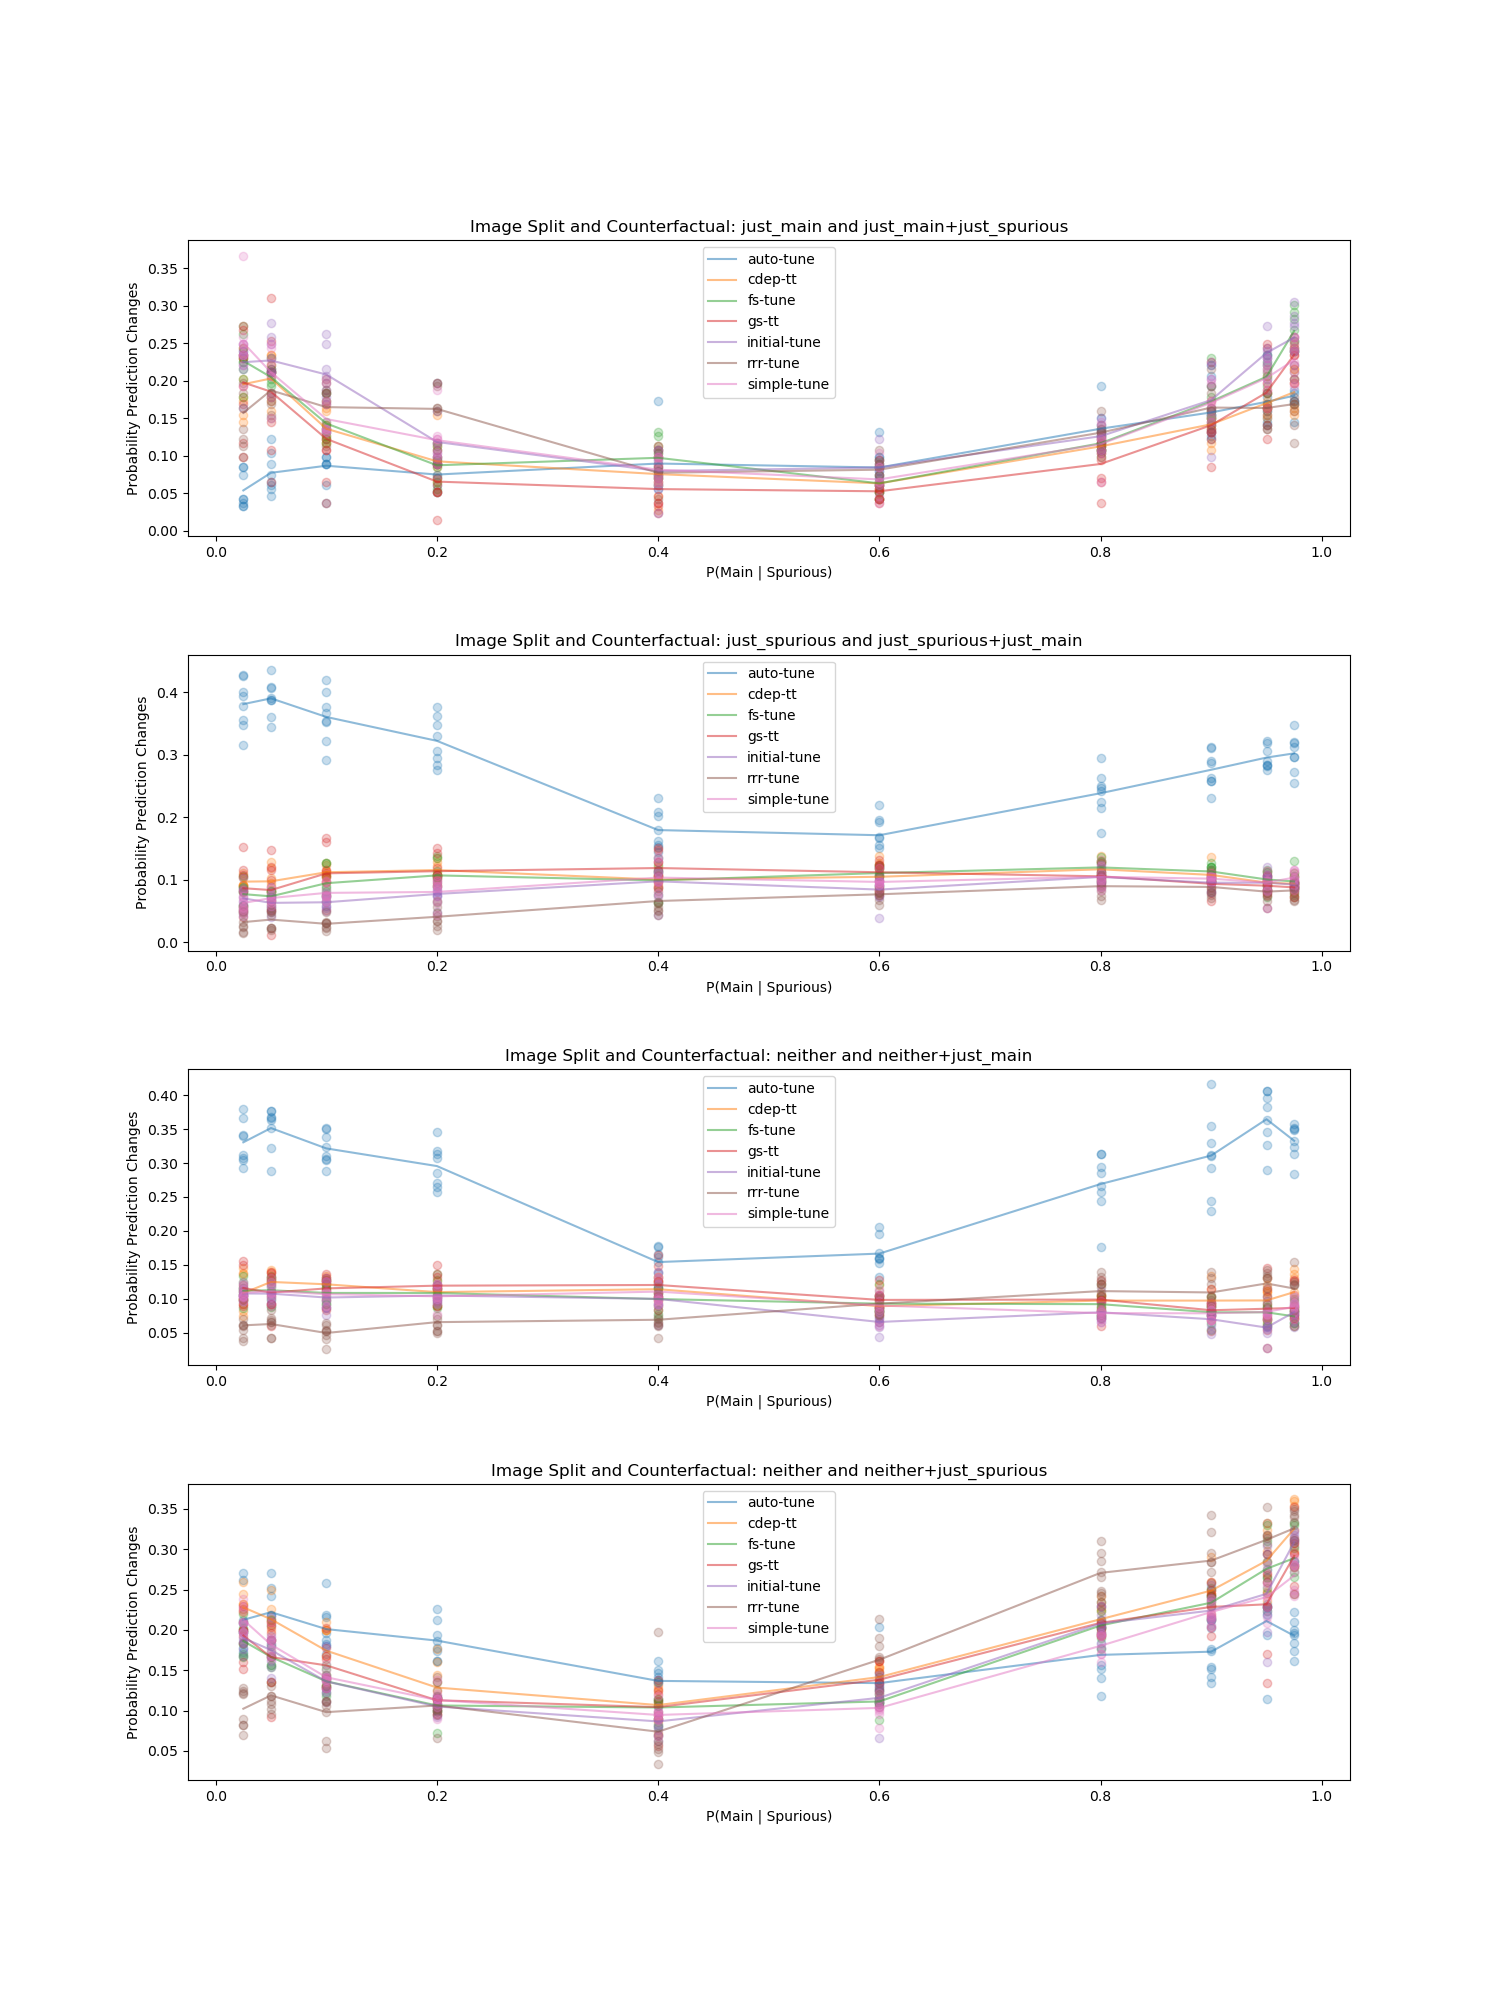 Image Split and Counterfactual: just_main and just_main+just_spurious
Probability Prediction Changes
0.35
0.30
0.25
0.20
0.15
0.10
0.05
0.00
auto-tune
cdep-tt
fs-tune
gs-tt
initial-tune
rrr-tune
simple-tune
0.0 0.2 0.4 0.6 0.8 1.0
P(Main | Spurious)
Image Split and Counterfactual: just_spurious and just_spurious+just_main
Probability Prediction Changes
0.4
0.3
0.2
0.1
0.0
auto-tune
cdep-tt
fs-tune
gs-tt
initial-tune
rrr-tune
simple-tune
0.0 0.2 0.4 0.6 0.8 1.0
P(Main | Spurious)
Image Split and Counterfactual: neither and neither+just_main
Probability Prediction Changes
0.40
0.35
0.30
0.25
0.20
0.15
0.10
0.05
auto-tune
cdep-tt
fs-tune
gs-tt
initial-tune
rrr-tune
simple-tune
0.0 0.2 0.4 0.6 0.8 1.0
P(Main | Spurious)
Image Split and Counterfactual: neither and neither+just_spurious
Probability Prediction Changes
0.35
0.30
0.25
0.20
0.15
0.10
0.05
auto-tune
cdep-tt
fs-tune
gs-tt
initial-tune
rrr-tune
simple-tune
0.0 0.2 0.4 0.6 0.8 1.0
P(Main | Spurious)